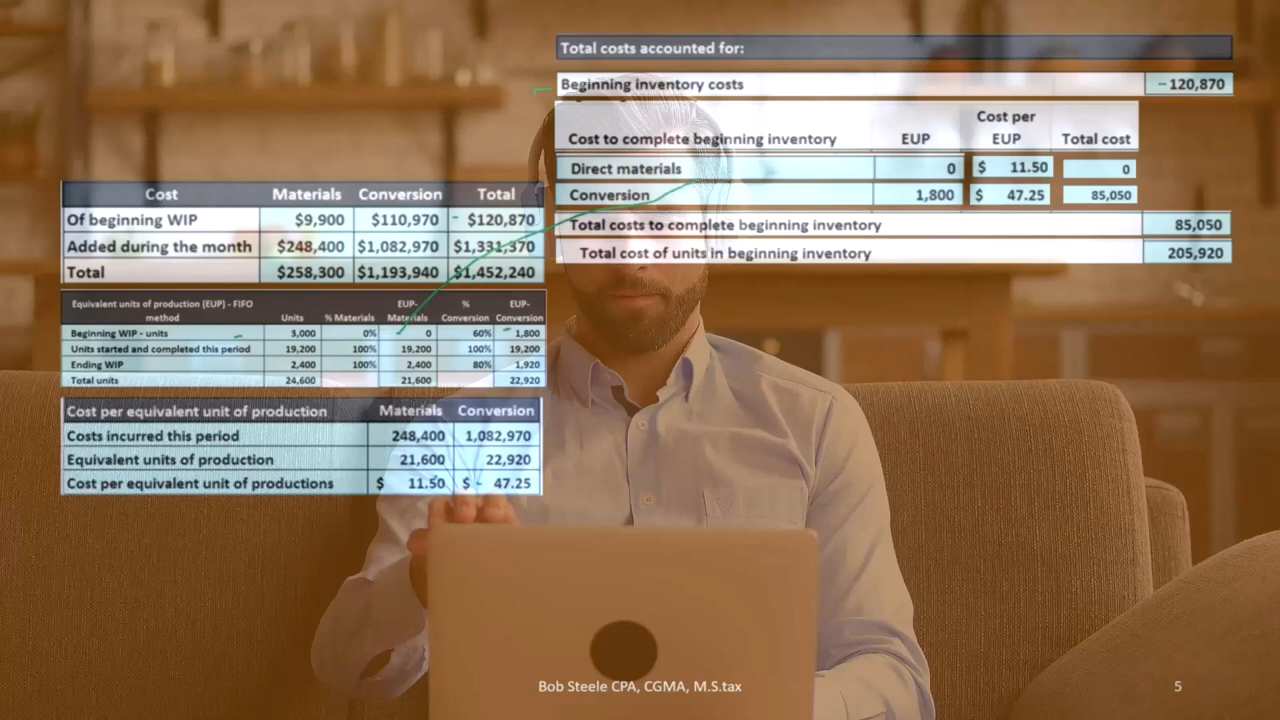 Total costs accounted for:
Beginning inventory costs 120,870
Cost to complete beginning inventory EUP Cost per EUP Total cost
Direct materials 0 $ 11.50 0
Conversion 1,800 $ 47.25 85,050
Total costs to complete beginning inventory 85,050
Total cost of units in beginning inventory 205,920
Cost Materials Conversion Total
Of beginning WIP $9,900 $110,970 $120,870
Added during the month $248,400 $1,082,970 $1,331,370
Total $258,300 $1,193,940 $1,452,240
Equivalent units of production (EUP) - FIFO method Units % Materials EUP- Materials % Conversion EUP- Conversion
Beginning WIP - units 3,000 0% 0 60% 1,800
Units started and completed this period 19,200 100% 19,200 100% 19,200
Ending WIP 2,400 100% 2,400 80% 1,920
Total units 24,600 21,600 22,920
Cost per equivalent unit of production Materials Conversion
Costs incurred this period 248,400 1,082,970
Equivalent units of production 21,600 22,920
Cost per equivalent unit of productions $ 11.50 $ 47.25
Bob Steele CPA, CGMA, M.S.tax 5